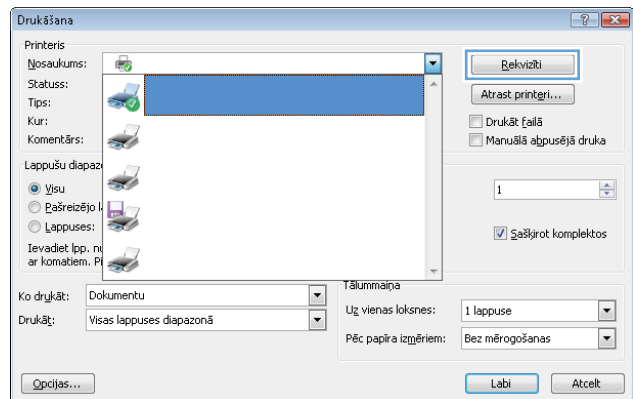 Drukāšana
Printeris
Nosaukums:
Rekvizīti
Statuss:
Tips:
Atrast printeri...
Kur:
Drukāt failā
Komentārs:
Manuālā abpusējā druka
Lappušu diapazo
Visu
1
Pašreizējo l
Lappuses:
Sašķirot komplektos
Ievadiet lpp. nu
ar komatiem. Pi
Tālummaiņa
Ko drukāt: Dokumentu
Uz vienas loksnes: 1 lappuse
Drukāt: Visas lappuses diapazonā
Pēc papīra izmēriem: Bez mērogošanas
Opcijas...
Labi
Atcelt